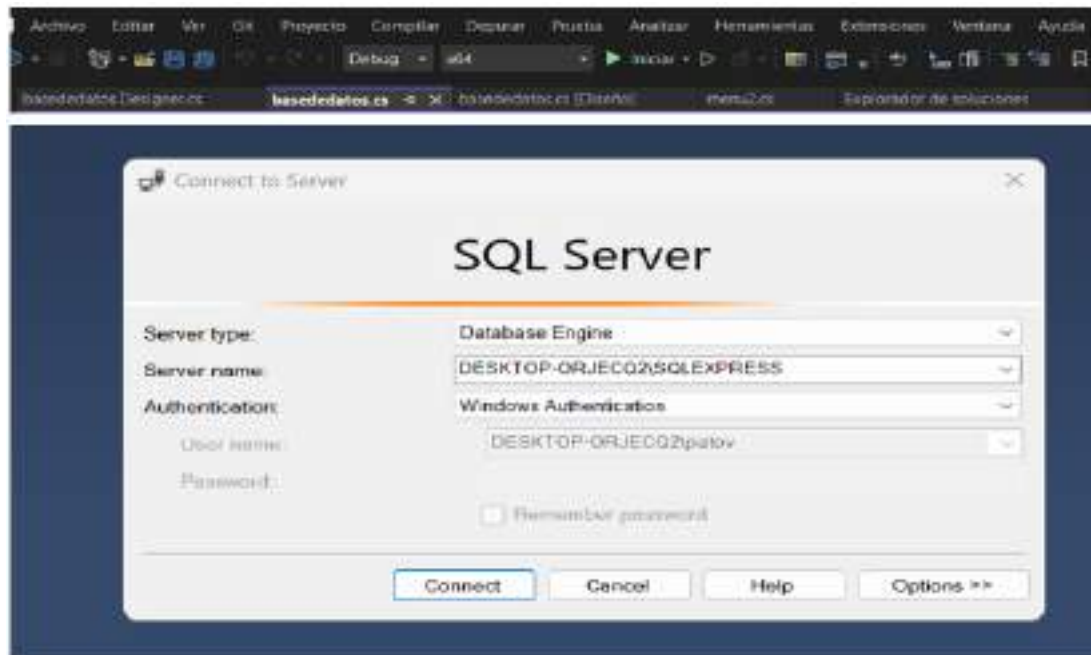 Archivo Editar Ver Git Proyecto Compilar Depurar Prueba Analizar Herramientas Extensiones Ventana Ayuda
Debug x64 Iniciar
basededatos.Designer.cs basededatos.cs basededatos.cs [Diseño] menu2.cs Explorador de soluciones
Connect to Server
SQL Server
Server type: Database Engine
Server name: DESKTOP-ORJECQ2\SQLEXPRESS
Authentication: Windows Authentication
User name: DESKTOP-ORJECQ2\
Password:
Remember password
Connect Cancel Help Options >>